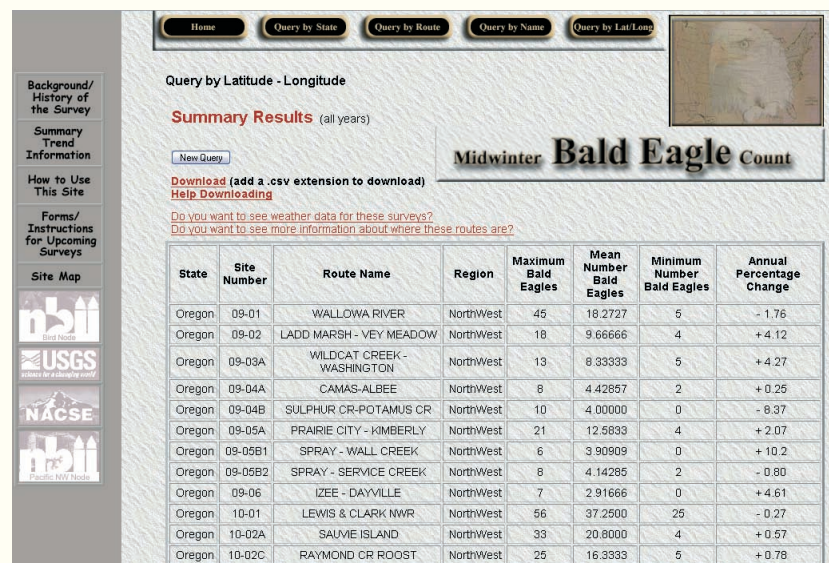 Home Query by State Query by Route Query by Name Query by Lat/Long
Background/
History of
the Survey
Summary
Trend
Information
How to Use
This Site
Forms/
Instructions
for Upcoming
Surveys
Site Map
nbii
Bird Node
USGS
science for a changing world
NACSE
nbii
Pacific NW Node
Query by Latitude - Longitude
Summary Results (all years)
New Query
Midwinter Bald Eagle Count
Download (add a .csv extension to download)
Help Downloading
Do you want to see weather data for these surveys?
Do you want to see more information about where these routes are?
State Site Number Route Name Region Maximum Bald Eagles Mean Number Bald Eagles Minimum Number Bald Eagles Annual Percentage Change
Oregon 09-01 WALLOWA RIVER NorthWest 45 18.2727 5 - 1.76
Oregon 09-02 LADD MARSH - VEY MEADOW NorthWest 18 9.66666 4 + 4.12
Oregon 09-03A WILDCAT CREEK - WASHINGTON NorthWest 13 8.33333 5 + 4.27
Oregon 09-04A CAMAS-ALBEE NorthWest 8 4.42857 2 + 0.25
Oregon 09-04B SULPHUR CR-POTAMUS CR NorthWest 10 4.00000 0 - 8.37
Oregon 09-05A PRAIRIE CITY - KIMBERLY NorthWest 21 12.5833 4 + 2.07
Oregon 09-05B1 SPRAY - WALL CREEK NorthWest 6 3.90909 0 + 10.2
Oregon 09-05B2 SPRAY - SERVICE CREEK NorthWest 8 4.14285 2 - 0.80
Oregon 09-06 IZEE - DAYVILLE NorthWest 7 2.91666 0 + 4.61
Oregon 10-01 LEWIS & CLARK NWR NorthWest 56 37.2500 25 - 0.27
Oregon 10-02A SAUVIE ISLAND NorthWest 33 20.8000 4 + 0.57
Oregon 10-02C RAYMOND CR ROOST NorthWest 25 16.3333 5 + 0.78